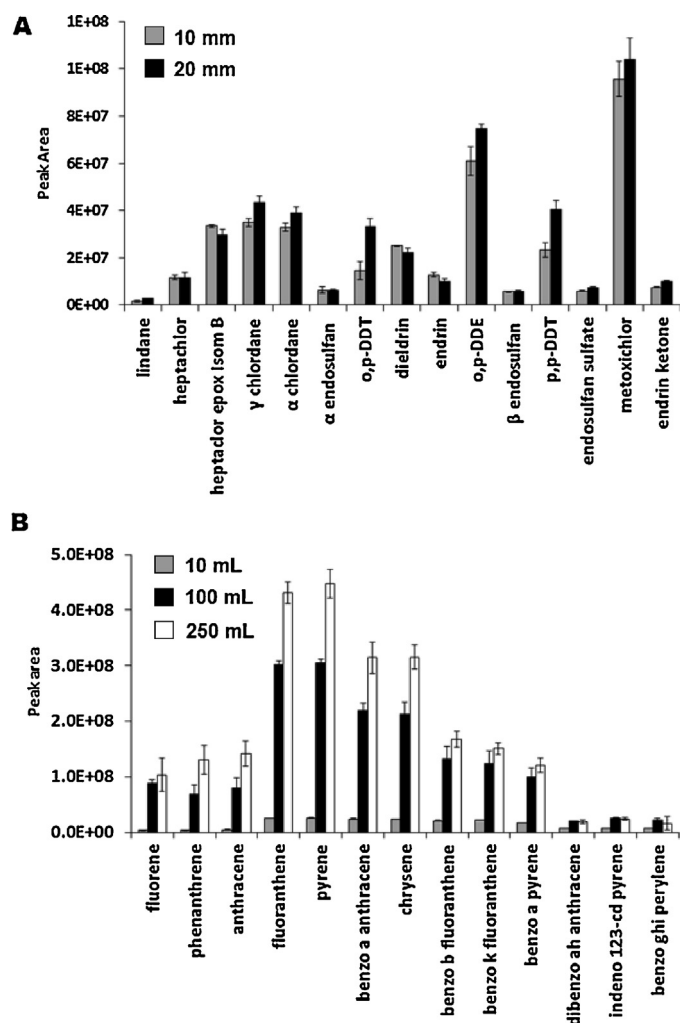 A
1E+08
10 mm
20 mm
1E+08
8E+07
6E+07
4E+07
2E+07
0E+00
Peak Area
lindane
heptachlor
heptaclor epox Isom B
γ chlordane
α chlordane
α endosulfan
o,p-DDT
dieldrin
endrin
o,p-DDE
β endosulfan
p,p-DDT
endosulfan sulfate
metoxichlor
endrin ketone
B
5.0E+08
10 mL
100 mL
250 mL
4.0E+08
3.0E+08
2.0E+08
1.0E+08
0.0E+00
Peak area
fluorene
phenanthrene
anthracene
fluoranthene
pyrene
benzo a anthracene
chrysene
benzo b fluoranthene
benzo k fluoranthene
benzo a pyrene
dibenzo ah anthracene
indeno 123-cd pyrene
benzo ghi perylene